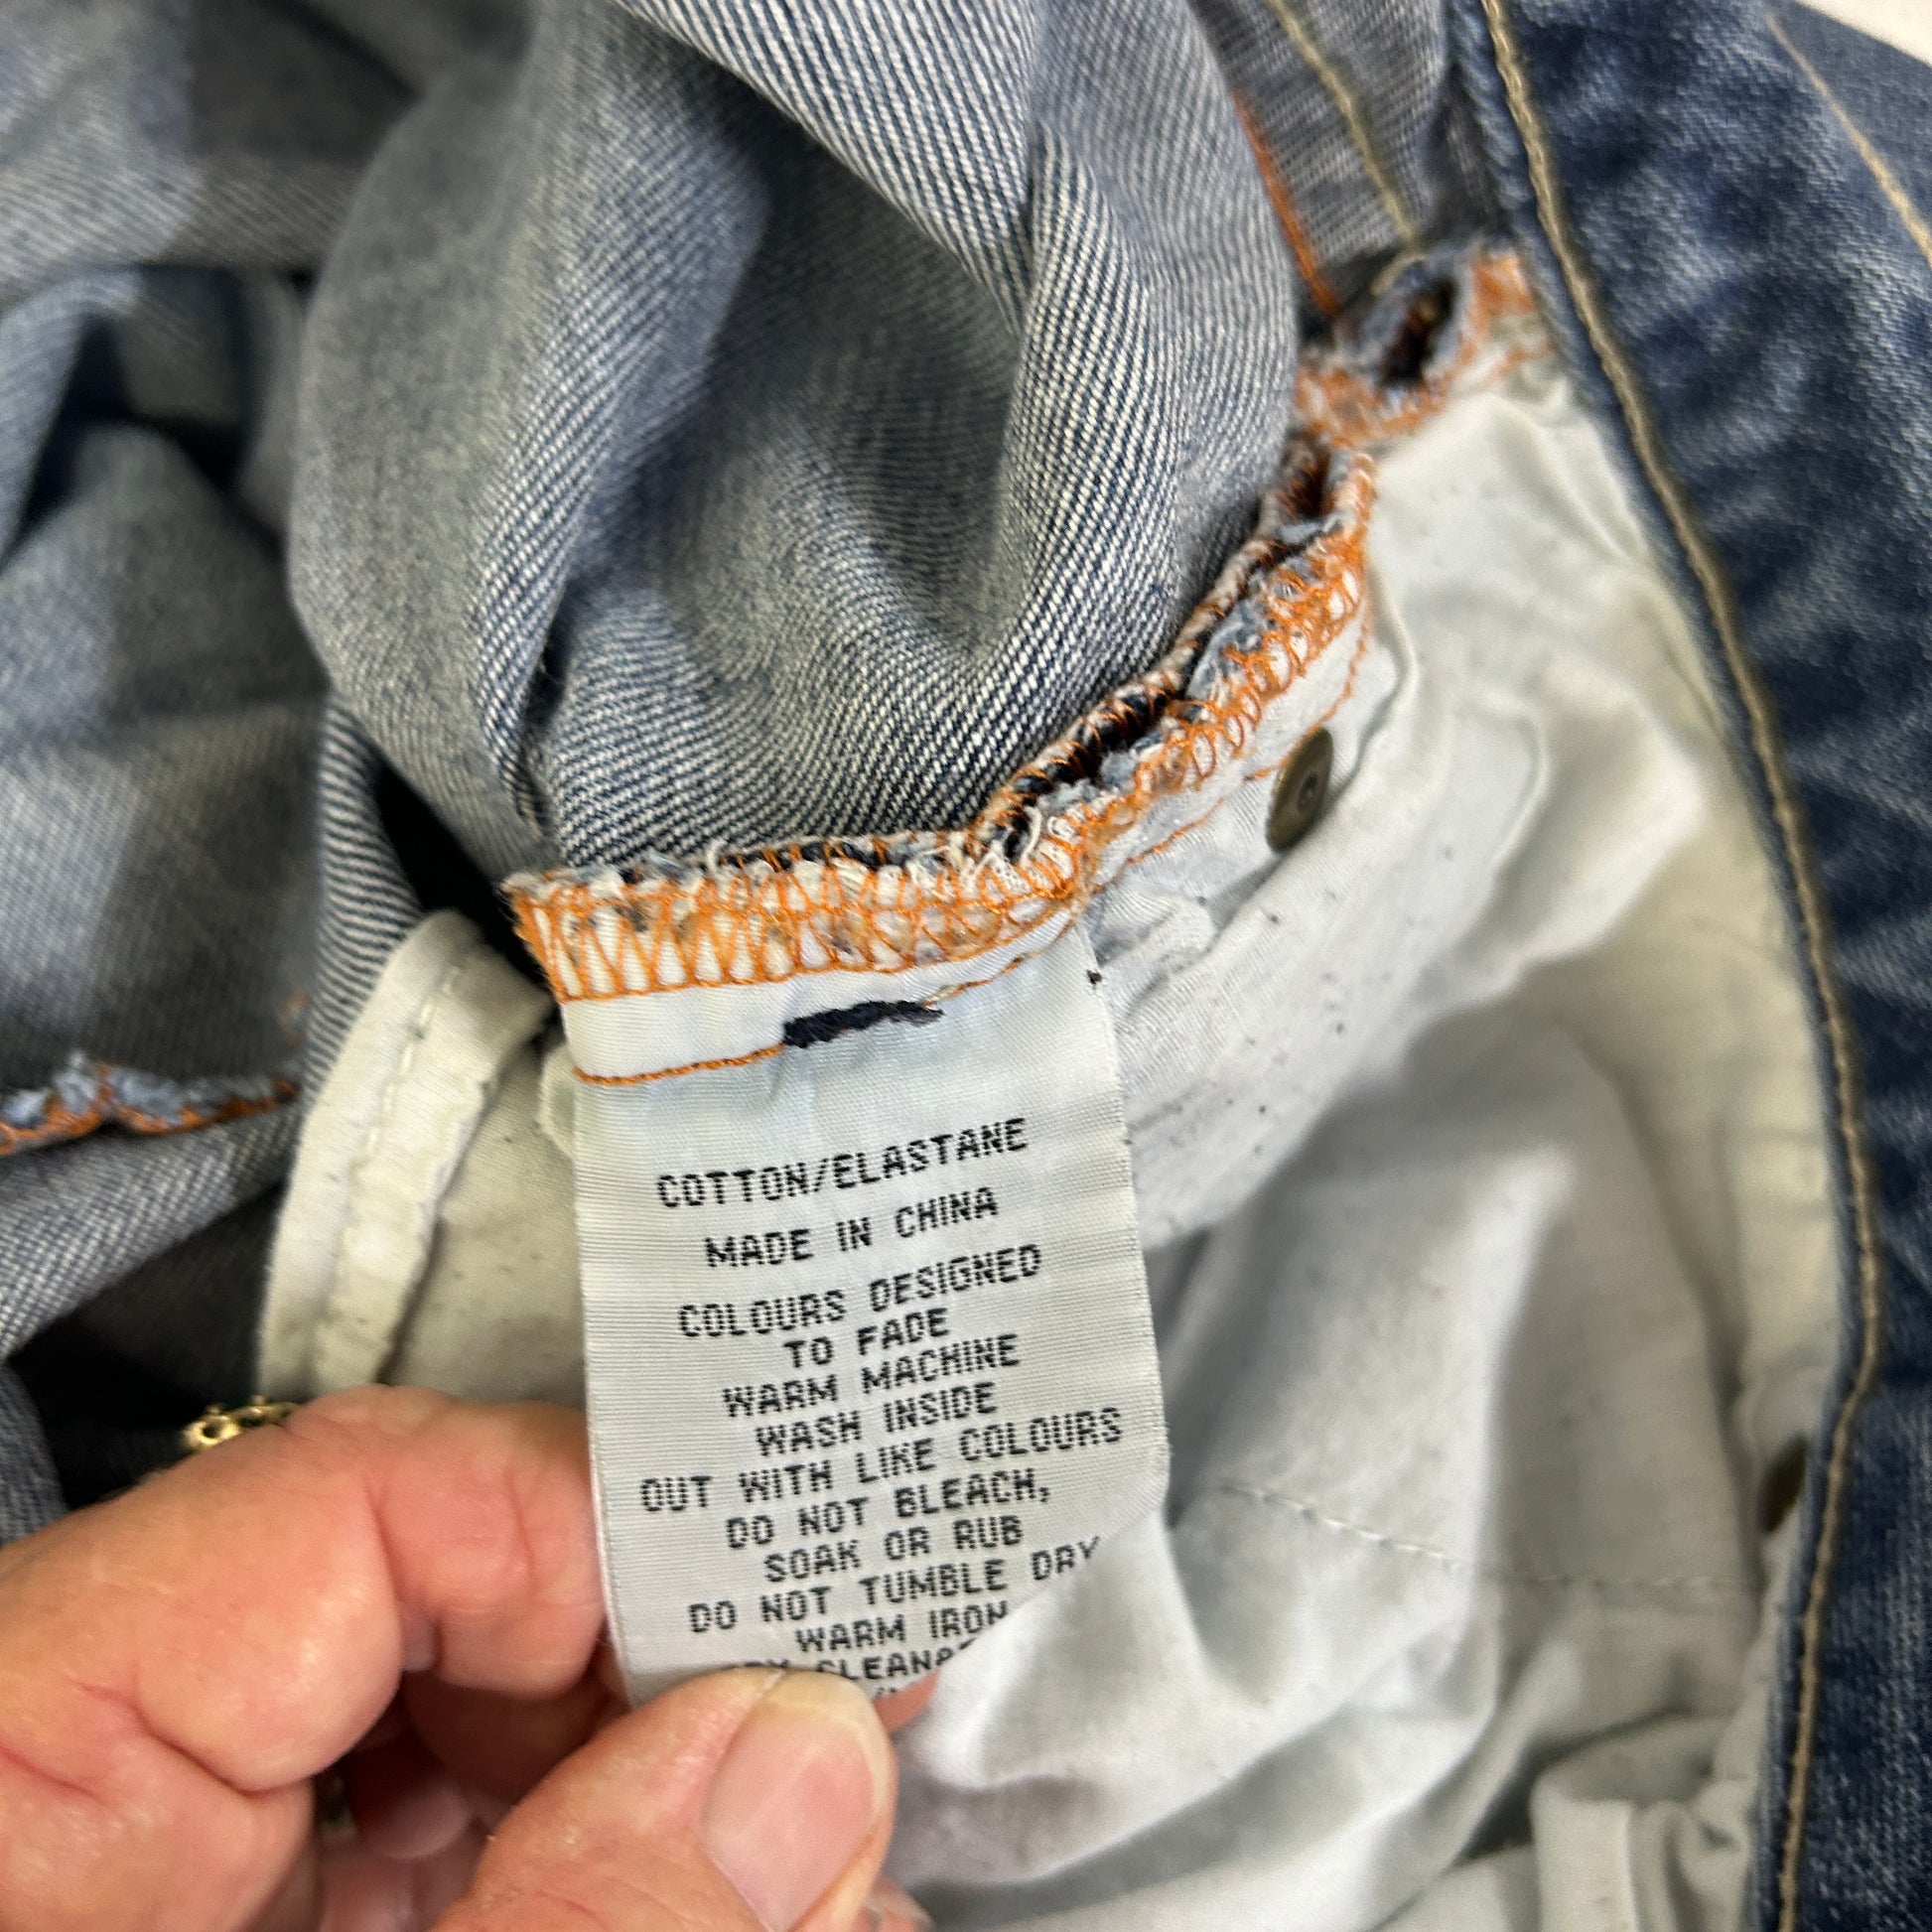 COTTON/ELASTANE
MADE IN CHINA
COLOURS DESIGNED
TO FADE
WARM MACHINE
WASH INSIDE
OUT WITH LIKE COLOURS
DO NOT BLEACH,
SOAK OR RUB
DO NOT TUMBLE DRY
WARM IRON